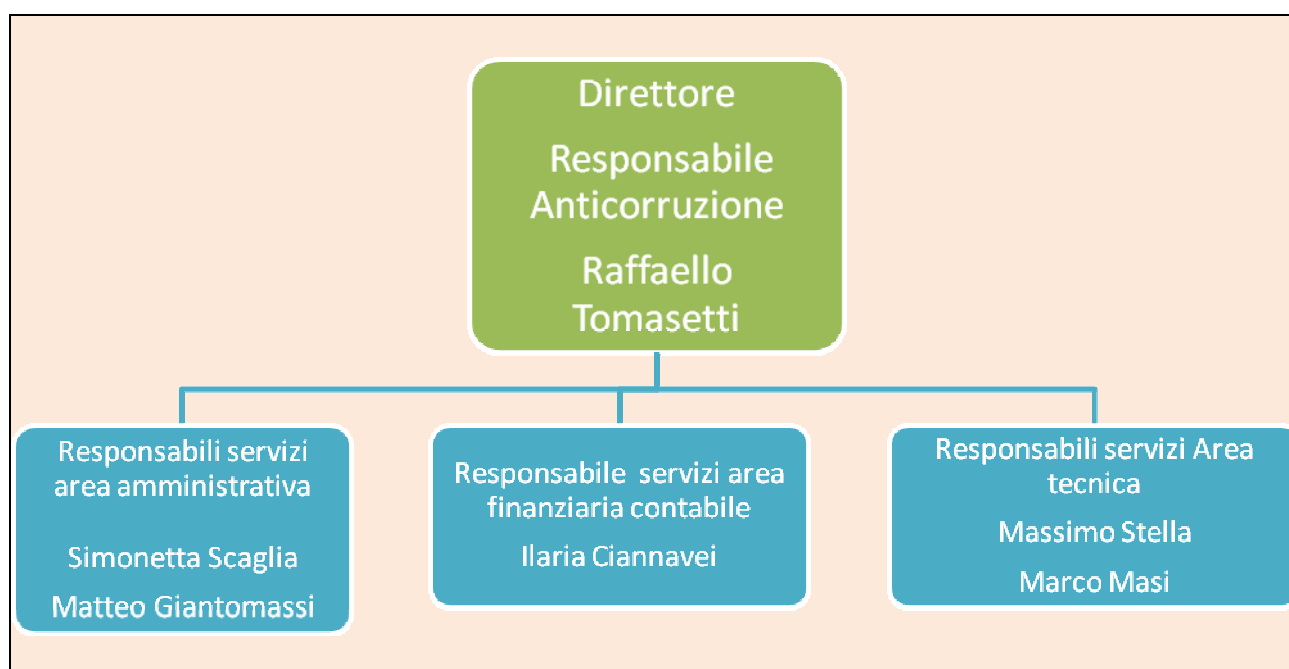 Direttore
Responsabile
Anticorruzione
Raffaello
Tomasetti
Responsabili servizi
area amministrativa
Simonetta Scaglia
Matteo Giantomassi
Responsabile servizi area
finanziaria contabile
Ilaria Ciannavei
Responsabili servizi Area
tecnica
Massimo Stella
Marco Masi